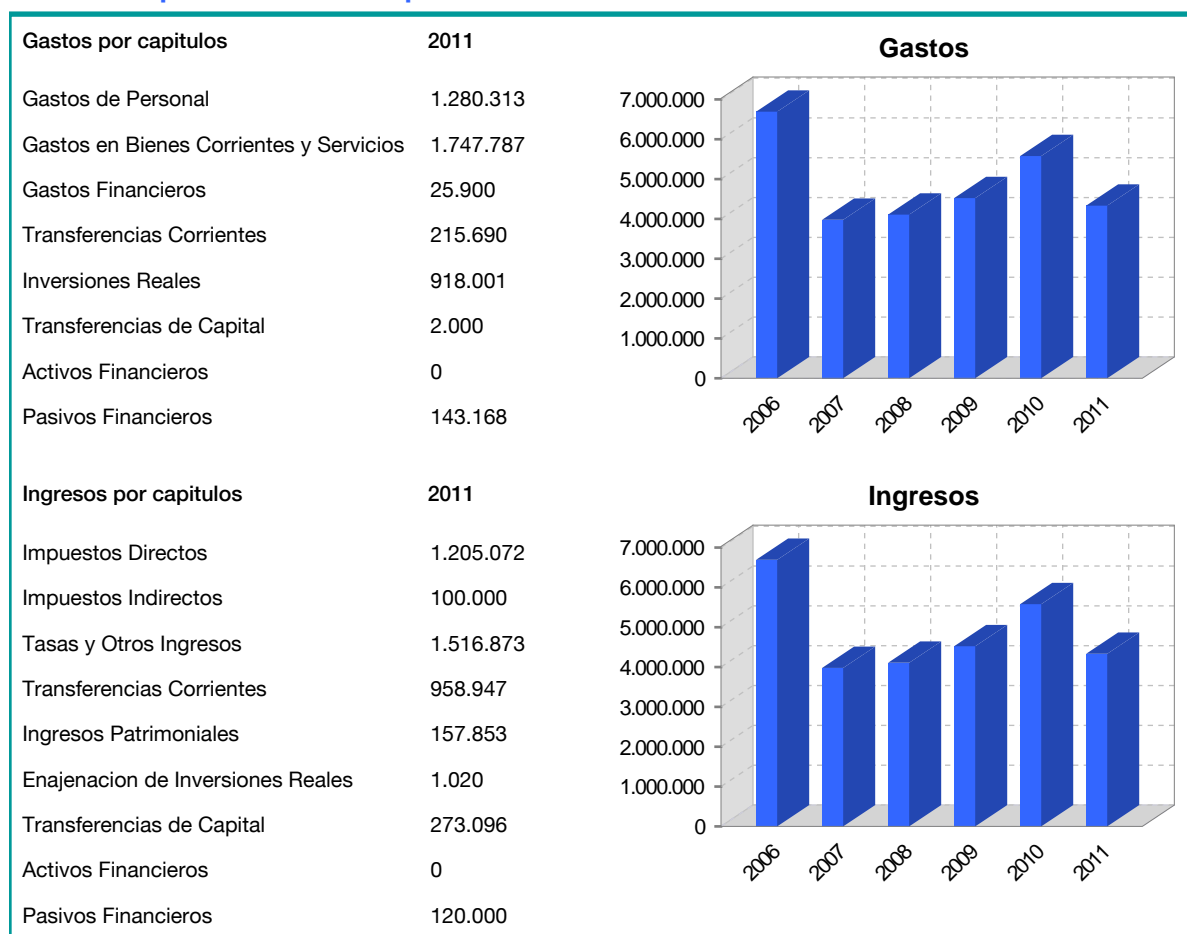 Gastos por capitulos 2011
Gastos de Personal 1.280.313
Gastos en Bienes Corrientes y Servicios 1.747.787
Gastos Financieros 25.900
Transferencias Corrientes 215.690
Inversiones Reales 918.001
Transferencias de Capital 2.000
Activos Financieros 0
Pasivos Financieros 143.168
Gastos
7.000.000
6.000.000
5.000.000
4.000.000
3.000.000
2.000.000
1.000.000
0
2006 2007 2008 2009 2010 2011
Ingresos por capitulos 2011
Impuestos Directos 1.205.072
Impuestos Indirectos 100.000
Tasas y Otros Ingresos 1.516.873
Transferencias Corrientes 958.947
Ingresos Patrimoniales 157.853
Enajenacion de Inversiones Reales 1.020
Transferencias de Capital 273.096
Activos Financieros 0
Pasivos Financieros 120.000
Ingresos
7.000.000
6.000.000
5.000.000
4.000.000
3.000.000
2.000.000
1.000.000
0
2006 2007 2008 2009 2010 2011